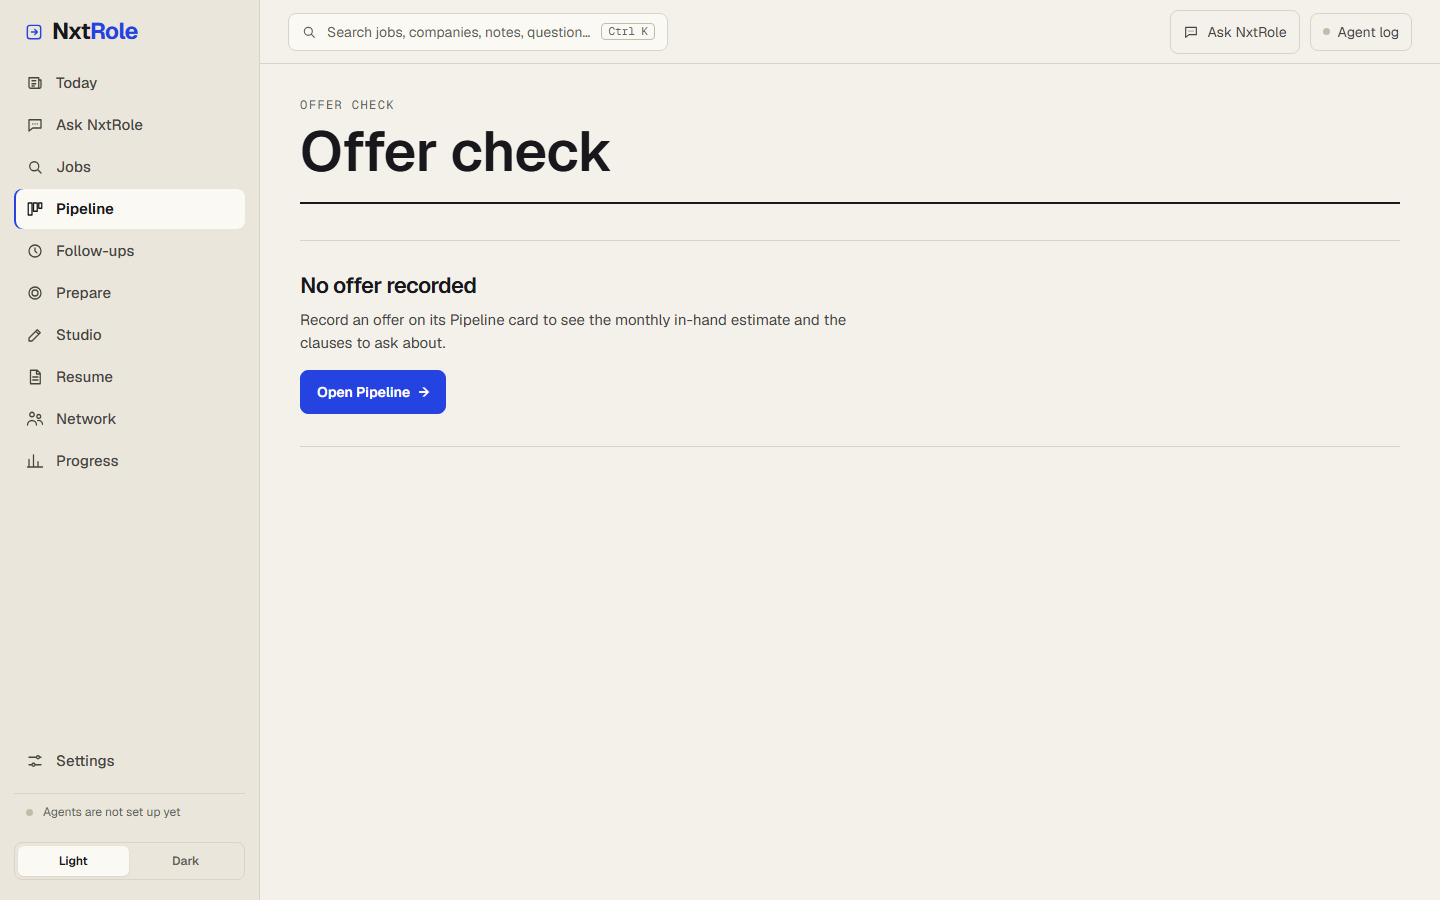 NxtRole
Search jobs, companies, notes, question...
Ctrl K
Ask NxtRole
Agent log
Today
Ask NxtRole
Jobs
Pipeline
Follow-ups
Prepare
Studio
Resume
Network
Progress
Settings
Agents are not set up yet
Light
Dark
OFFER CHECK
Offer check
No offer recorded
Record an offer on its Pipeline card to see the monthly in-hand estimate and the
clauses to ask about.
Open Pipeline →